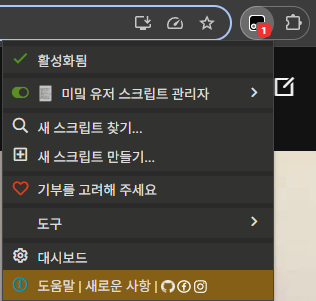 1
활성화됨
미밐 유저 스크립트 관리자
새 스크립트 찾기...
새 스크립트 만들기...
기부를 고려해 주세요
도구
대시보드
도움말 | 새로운 사항 |